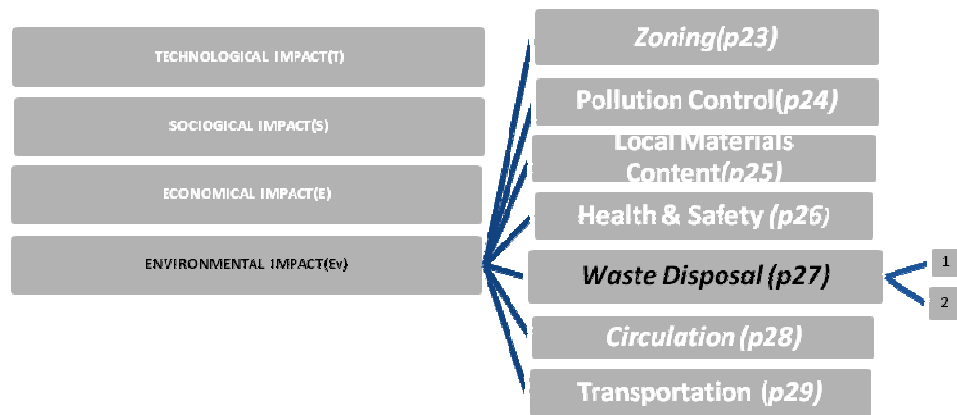 TECHNOLOGICAL IMPACT(T)
SOCIOGICAL IMPACT(S)
ECONOMICAL IMPACT(E)
ENVIRONMENTAL IMPACT(Ev)
Zoning(p23)
Pollution Control(p24)
Local Materials
Content(p25)
Health & Safety (p26)
Waste Disposal (p27)
Circulation (p28)
Transportation (p29)
1
2